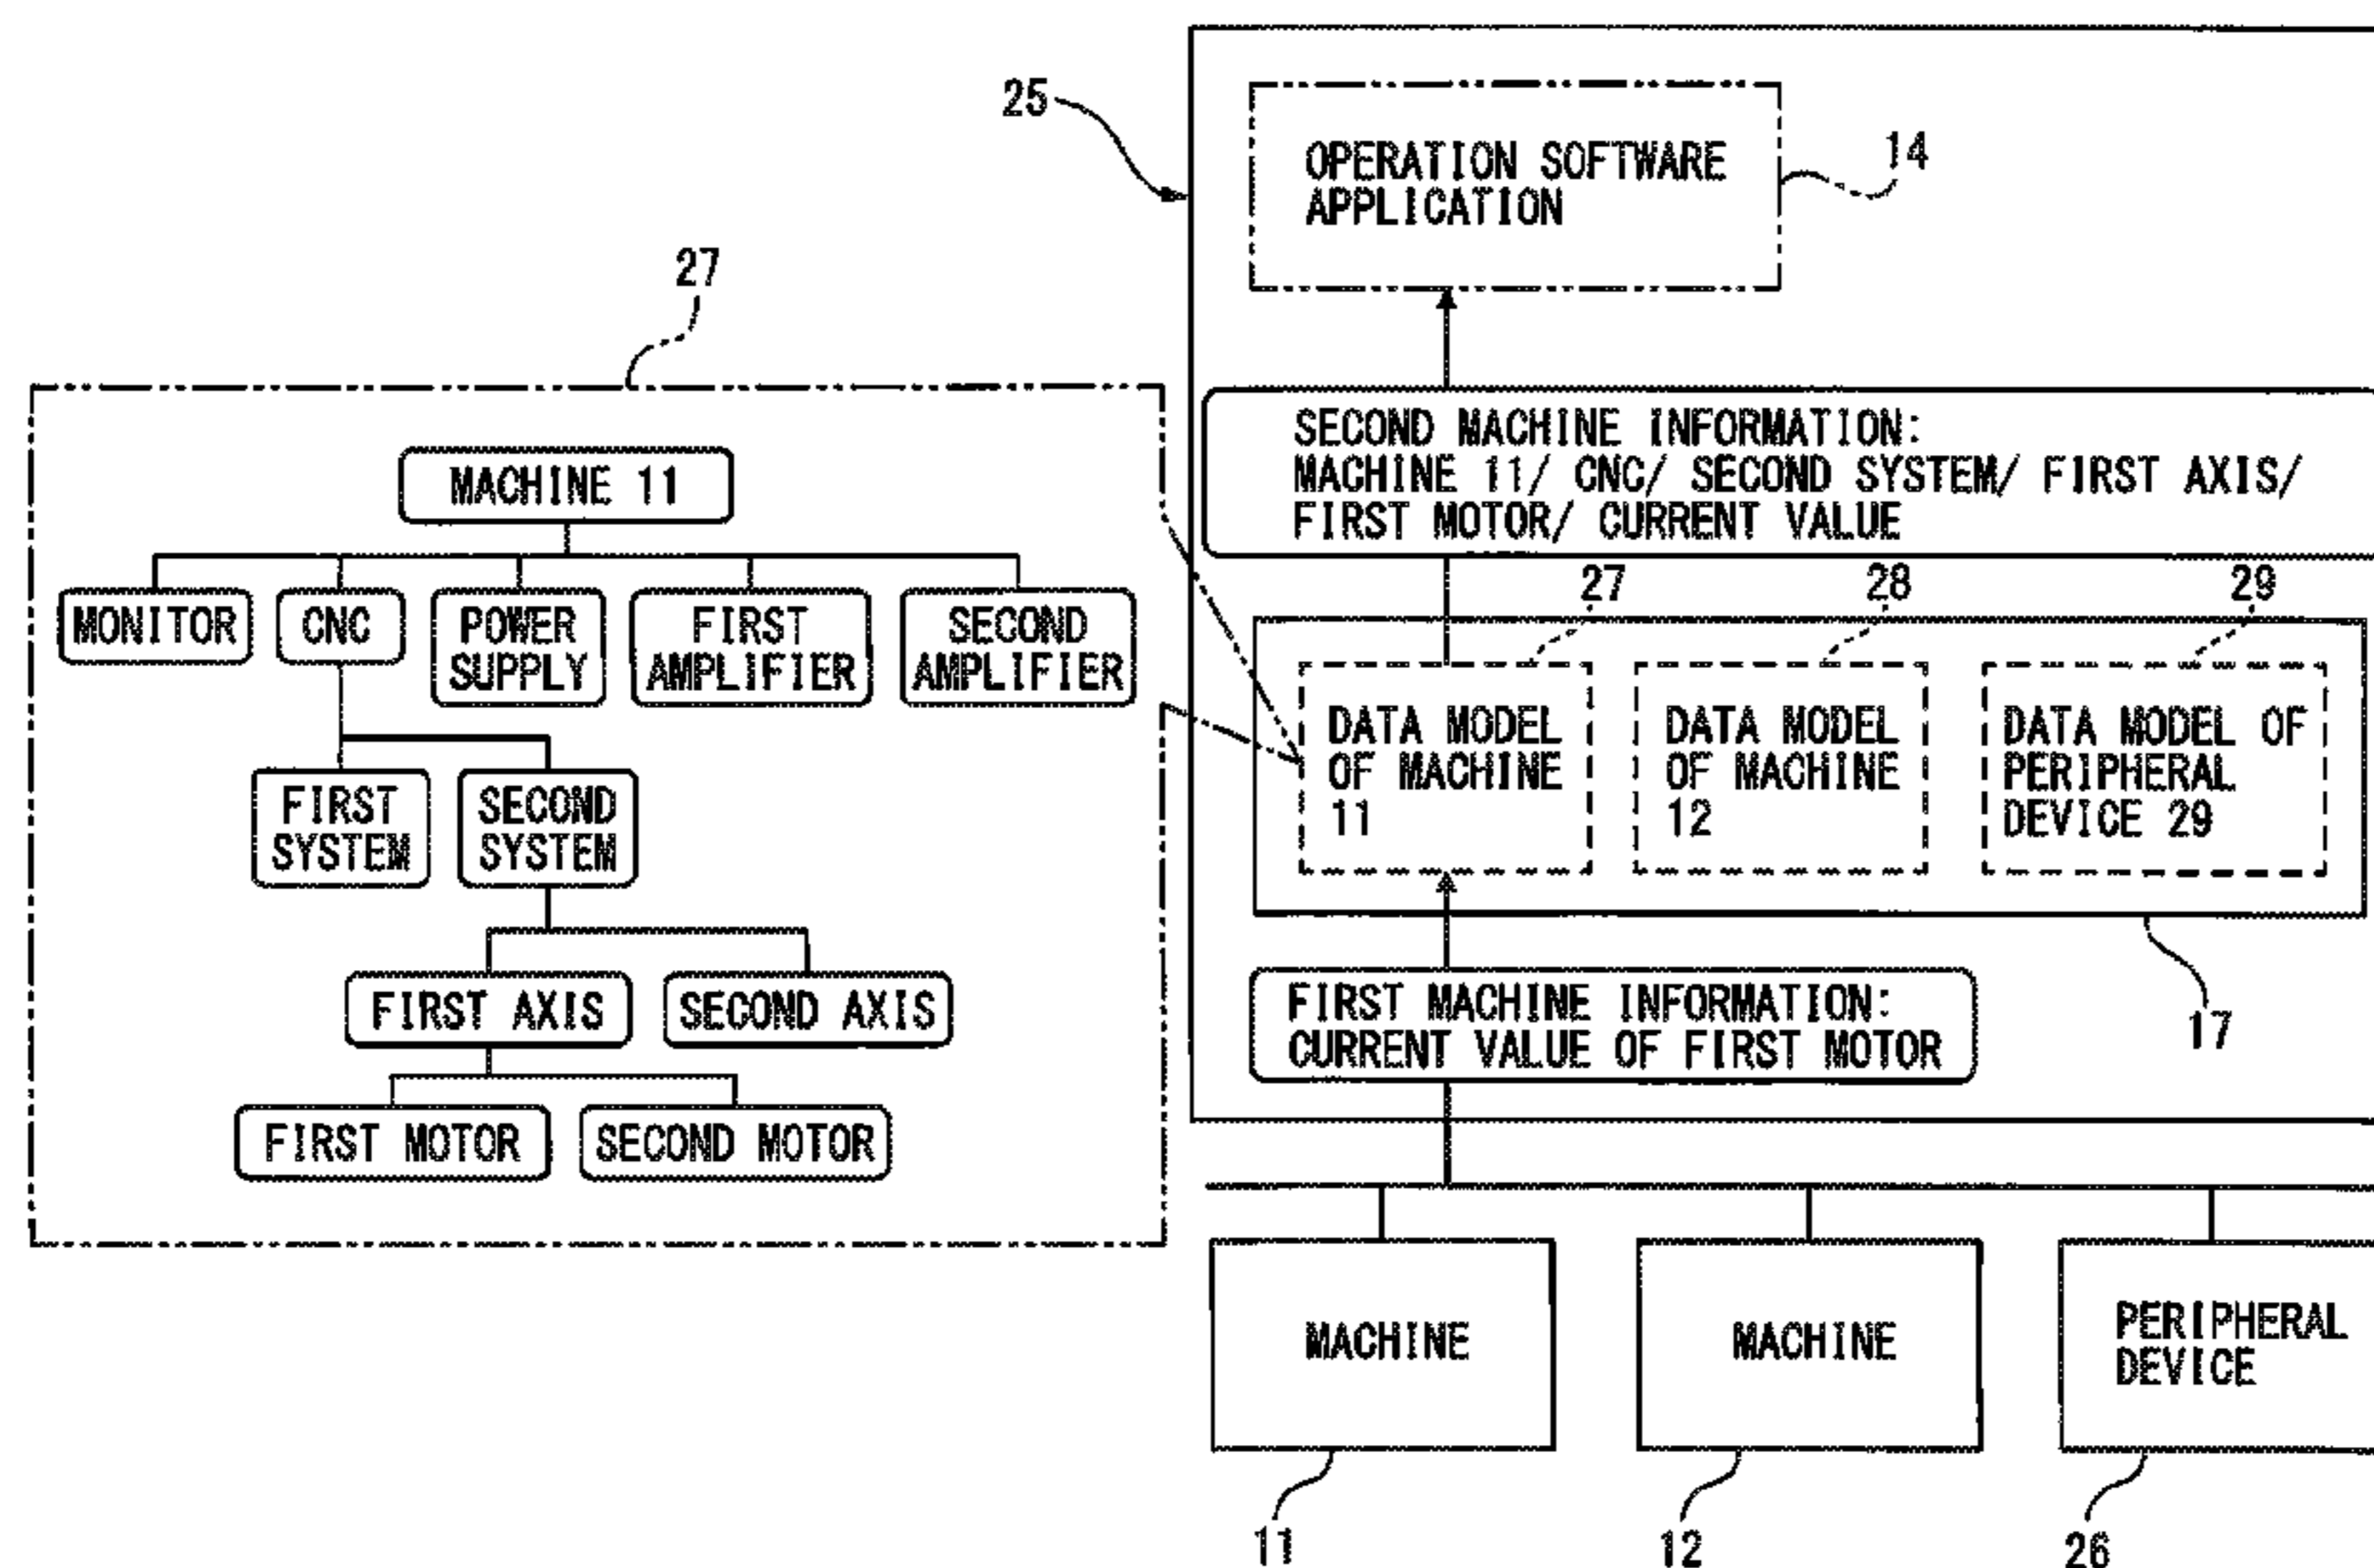 25
OPERATION SOFTWARE
APPLICATION
14
27
SECOND MACHINE INFORMATION:
MACHINE 11/ CNC/ SECOND SYSTEM/ FIRST AXIS/
FIRST MOTOR/ CURRENT VALUE
MACHINE 11
MONITOR
CNC
POWER
SUPPLY
FIRST
AMPLIFIER
SECOND
AMPLIFIER
FIRST
SYSTEM
SECOND
SYSTEM
FIRST AXIS
SECOND AXIS
FIRST MOTOR
SECOND MOTOR
27
28
29
DATA MODEL
OF MACHINE
11
DATA MODEL
OF MACHINE
12
DATA MODEL OF
PERIPHERAL
DEVICE 29
17
FIRST MACHINE INFORMATION:
CURRENT VALUE OF FIRST MOTOR
MACHINE
MACHINE
PERIPHERAL
DEVICE
11
12
26